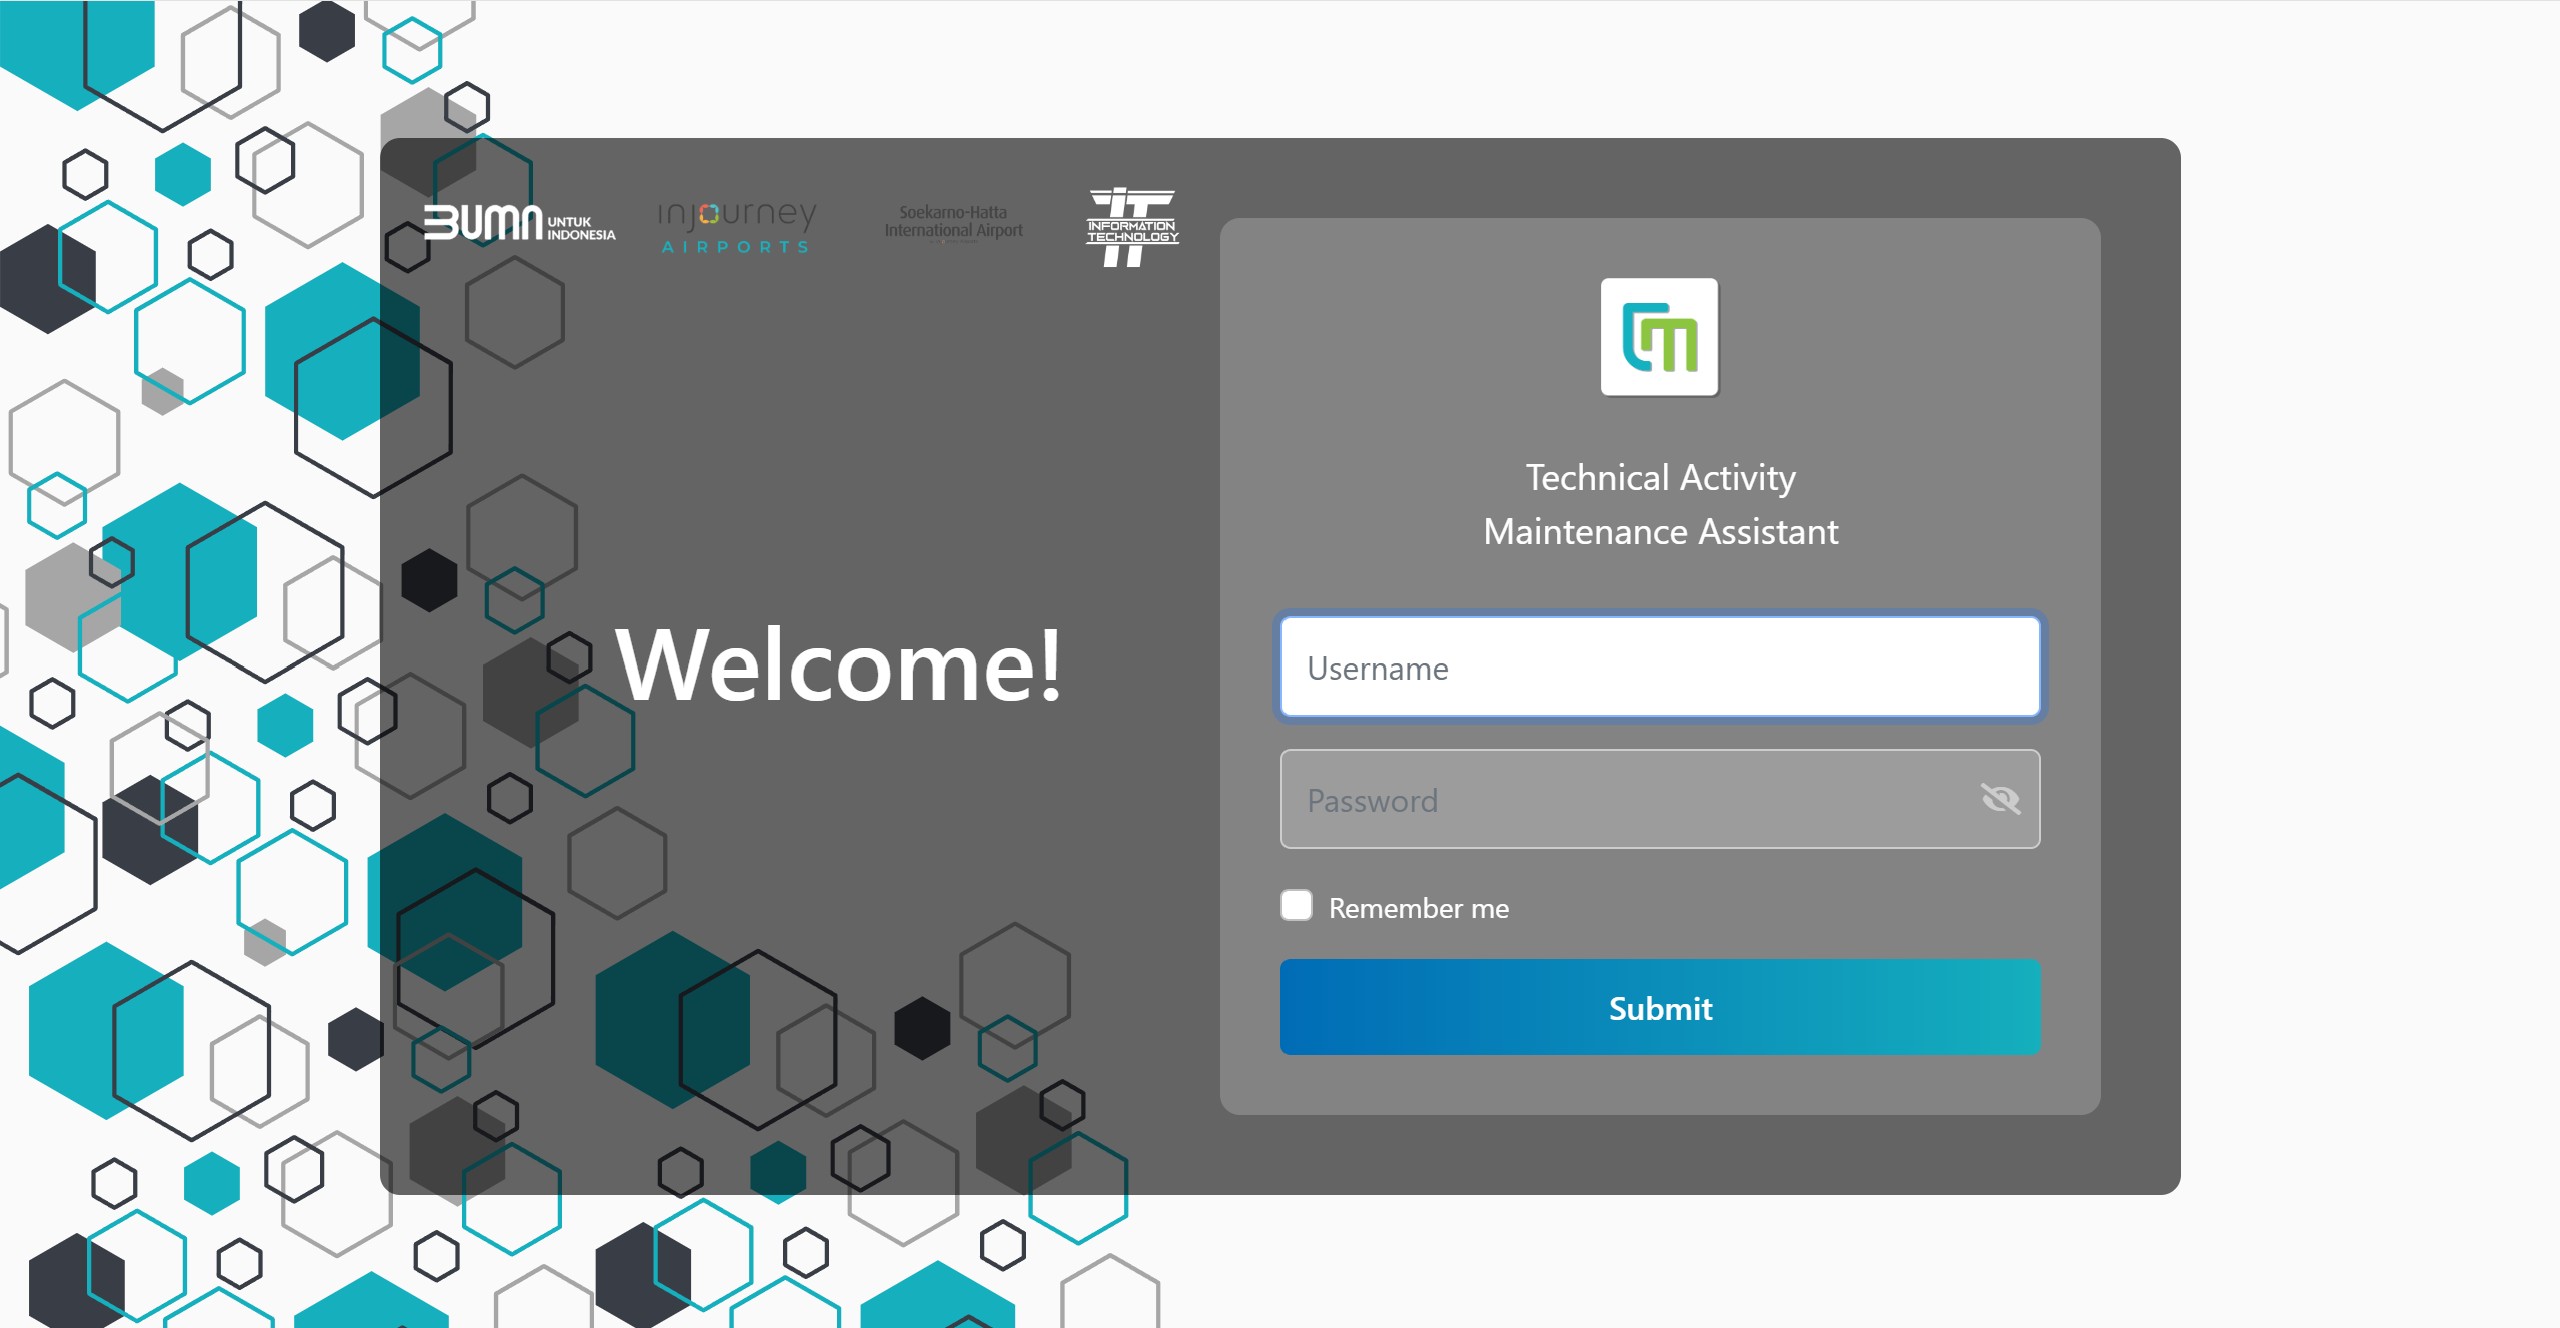 BUMN UNTUK
INDONESIA
injourney
AIRPORTS
Soekarno-Hatta
International Airport
IT
INFORMATION
TECHNOLOGY
Technical Activity
Maintenance Assistant
Welcome!
Username
Password
Remember me
Submit